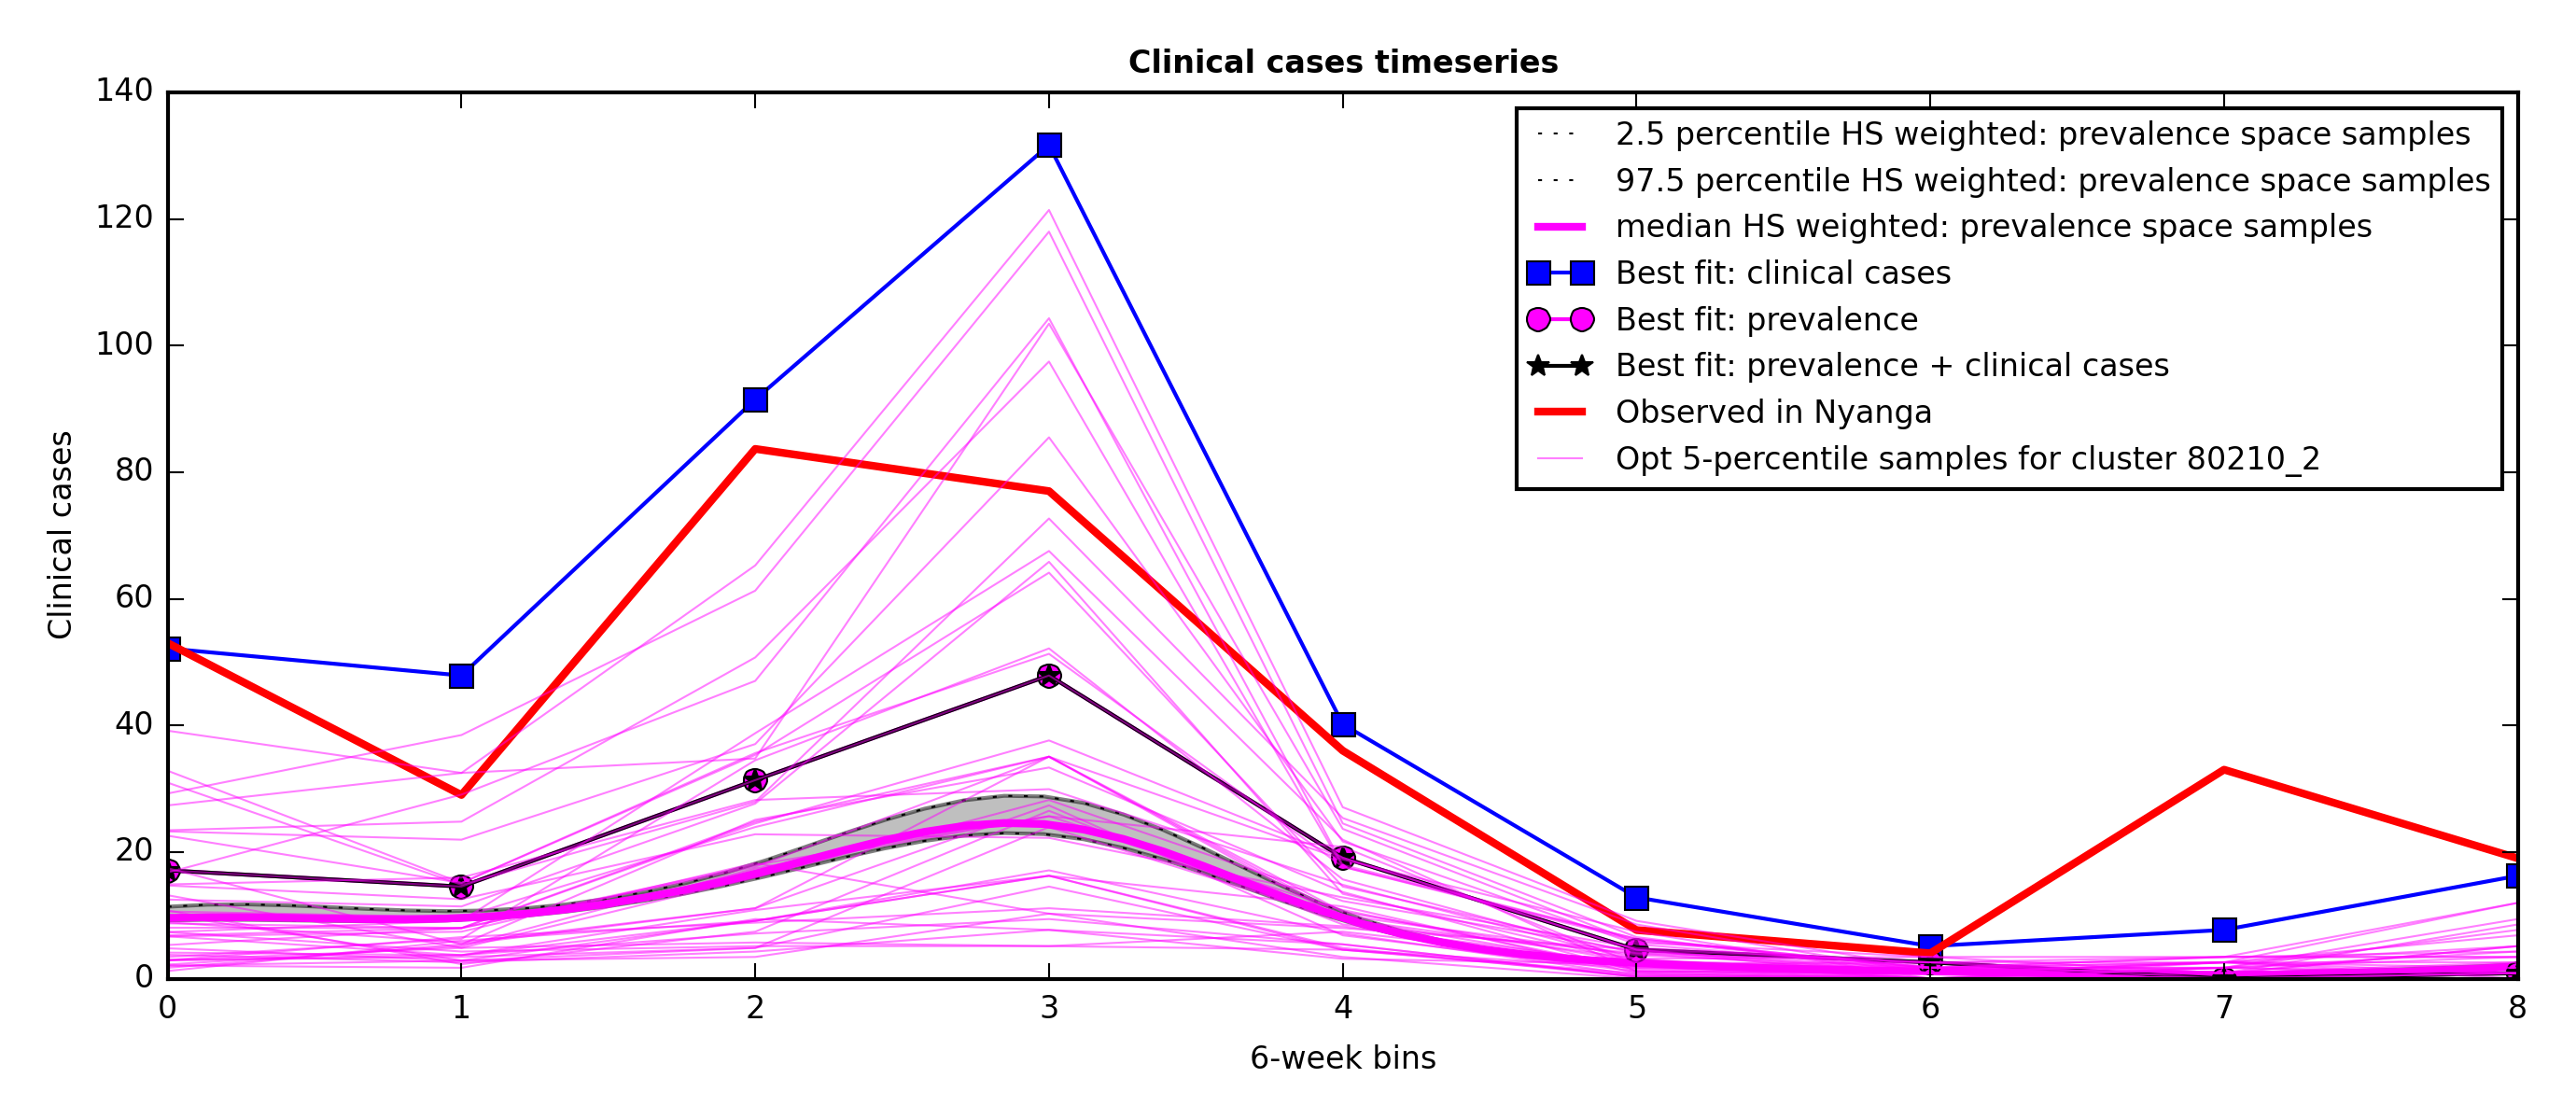 Clinical cases timeseries
140
120
100
80
60
40
20
0
Clinical cases
2.5 percentile HS weighted: prevalence space samples
97.5 percentile HS weighted: prevalence space samples
median HS weighted: prevalence space samples
Best fit: clinical cases
Best fit: prevalence
Best fit: prevalence + clinical cases
Observed in Nyanga
Opt 5-percentile samples for cluster 80210_2
0 1 2 3 4 5 6 7 8
6-week bins